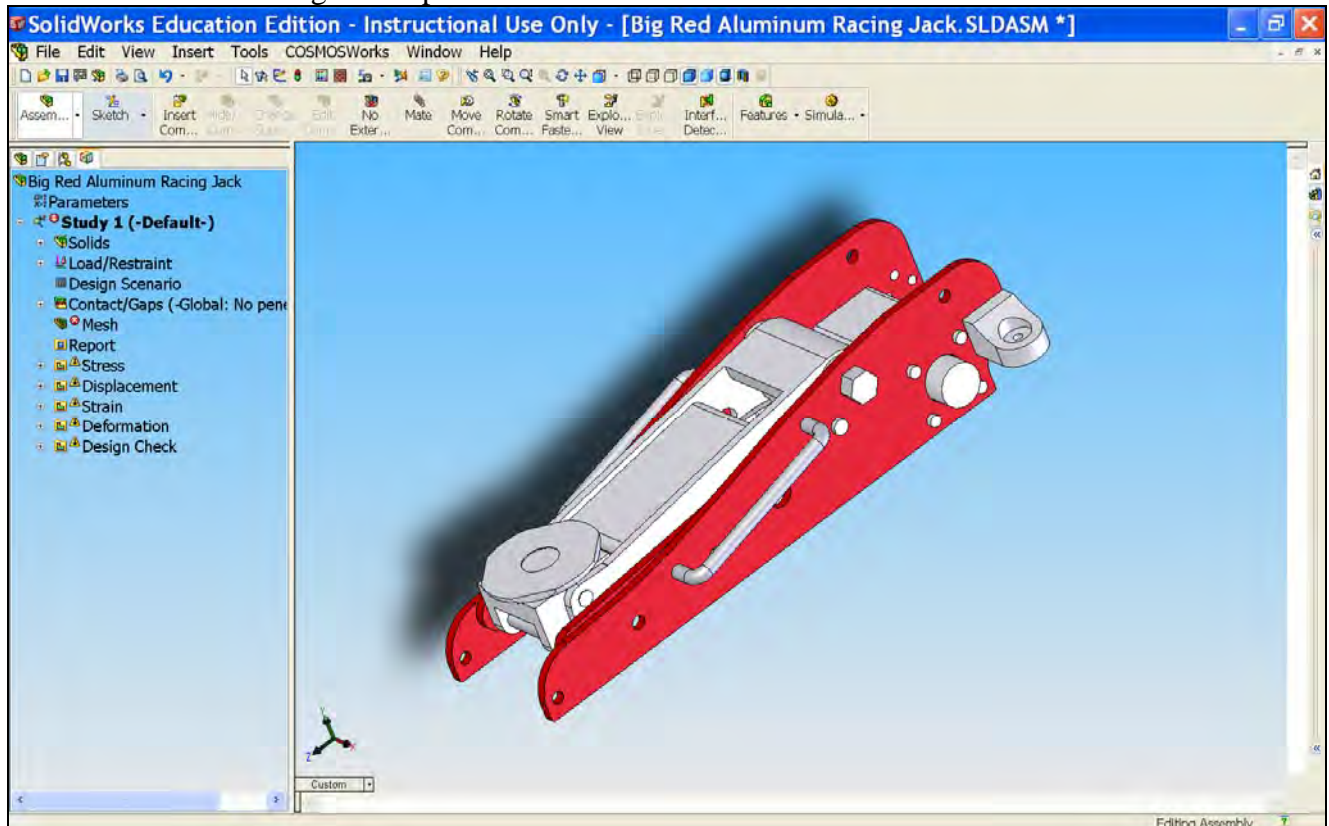 SolidWorks Education Edition - Instructional Use Only - [Big Red Aluminum Racing Jack.SLDASM *]
File Edit View Insert Tools COSMOSWorks Window Help
Assem... Sketch Insert No Mate Move Rotate Smart Explo... Interf... Features Simula...
Com... Exter... Com... Com... Faste... View Detec...
Big Red Aluminum Racing Jack
Parameters
Study 1 (-Default-)
Solids
Load/Restraint
Design Scenario
Contact/Gaps (-Global: No pene
Mesh
Report
Stress
Displacement
Strain
Deformation
Design Check
Y
Z X
Custom
Editing Assembly